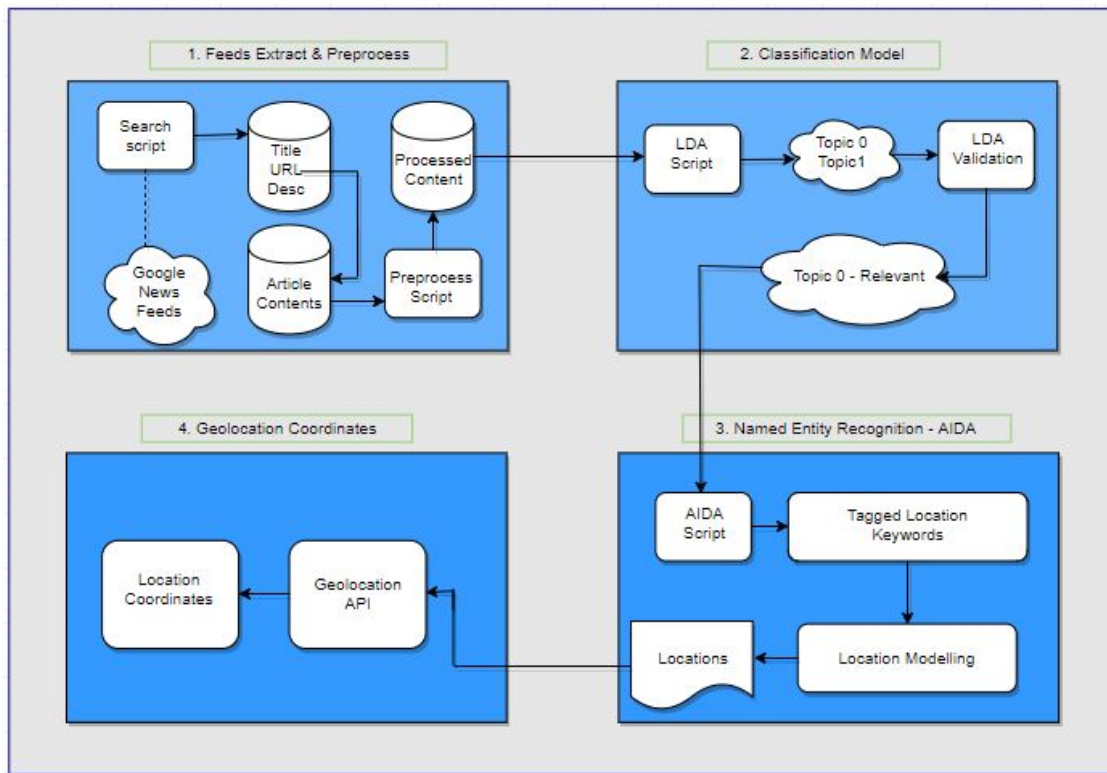 1. Feeds Extract & Preprocess
Search
script
Title
URL
Desc
Processed
Content
Google
News
Feeds
Article
Contents
Preprocess
Script
2. Classification Model
LDA
Script
Topic 0
Topic1
LDA
Validation
Topic 0 - Relevant
3. Named Entity Recognition - AIDA
AIDA
Script
Tagged Location
Keywords
Location Modelling
Locations
4. Geolocation Coordinates
Geolocation
API
Location
Coordinates